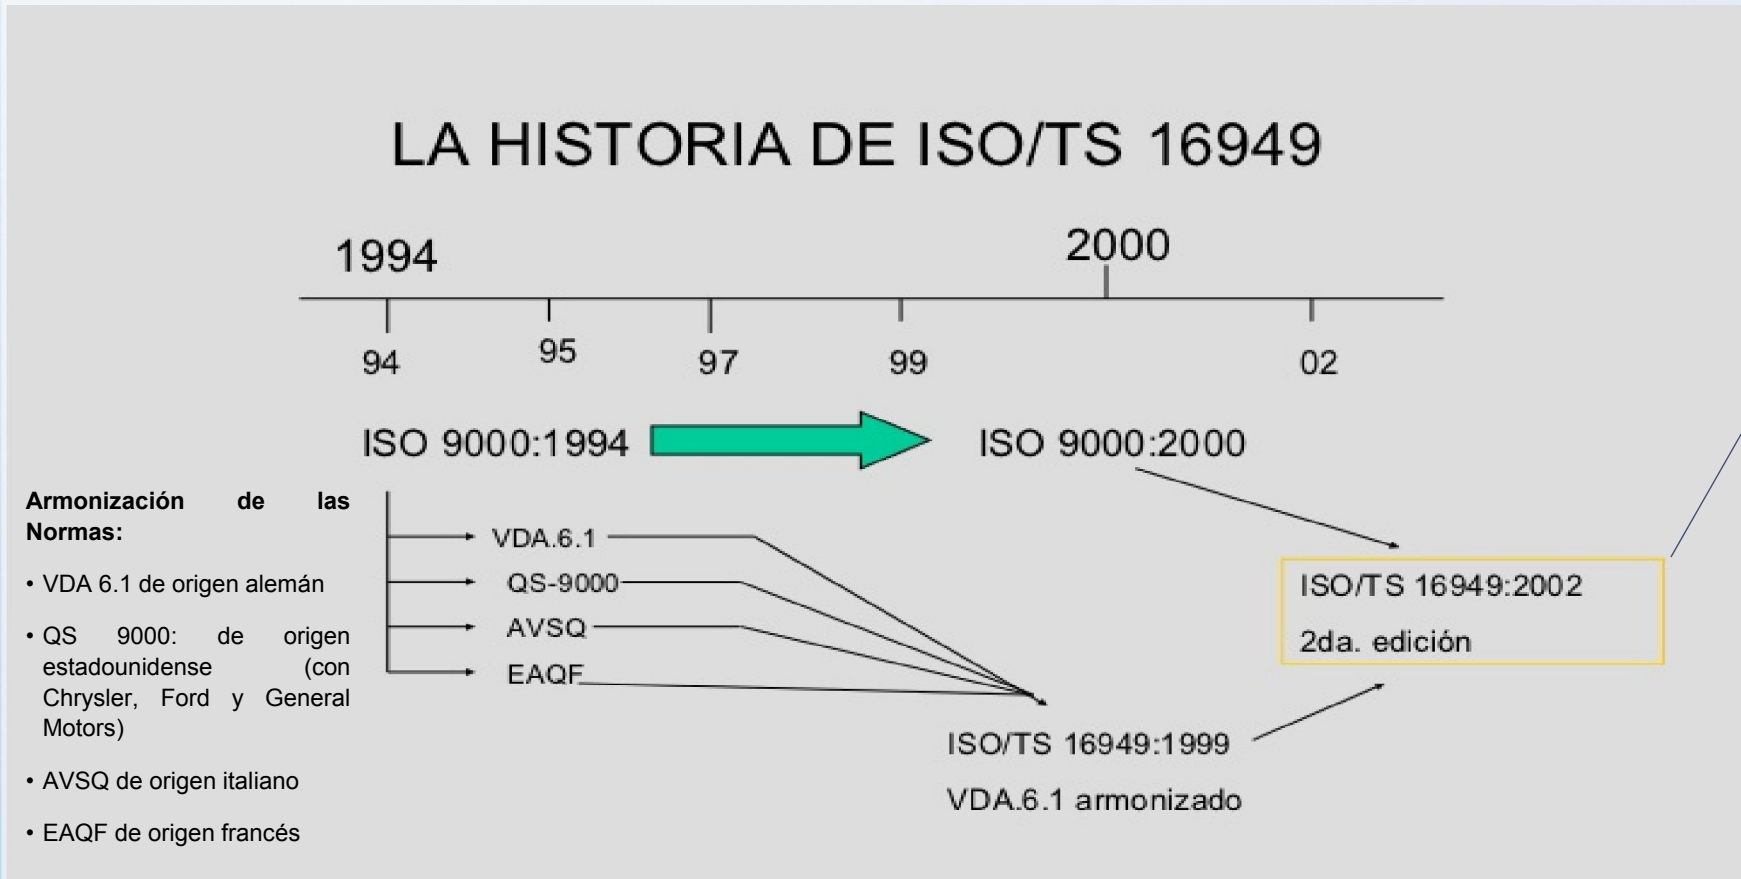 LA HISTORIA DE ISO/TS 16949
1994
2000
94
95
97
99
02
ISO 9000:1994
ISO 9000:2000
Armonización de las
Normas:
• VDA 6.1 de origen alemán
• QS 9000: de origen
estadounidense (con
Chrysler, Ford y General
Motors)
• AVSQ de origen italiano
• EAQF de origen francés
VDA.6.1
QS-9000
AVSQ
EAQF
ISO/TS 16949:2002
2da. edición
ISO/TS 16949:1999
VDA.6.1 armonizado